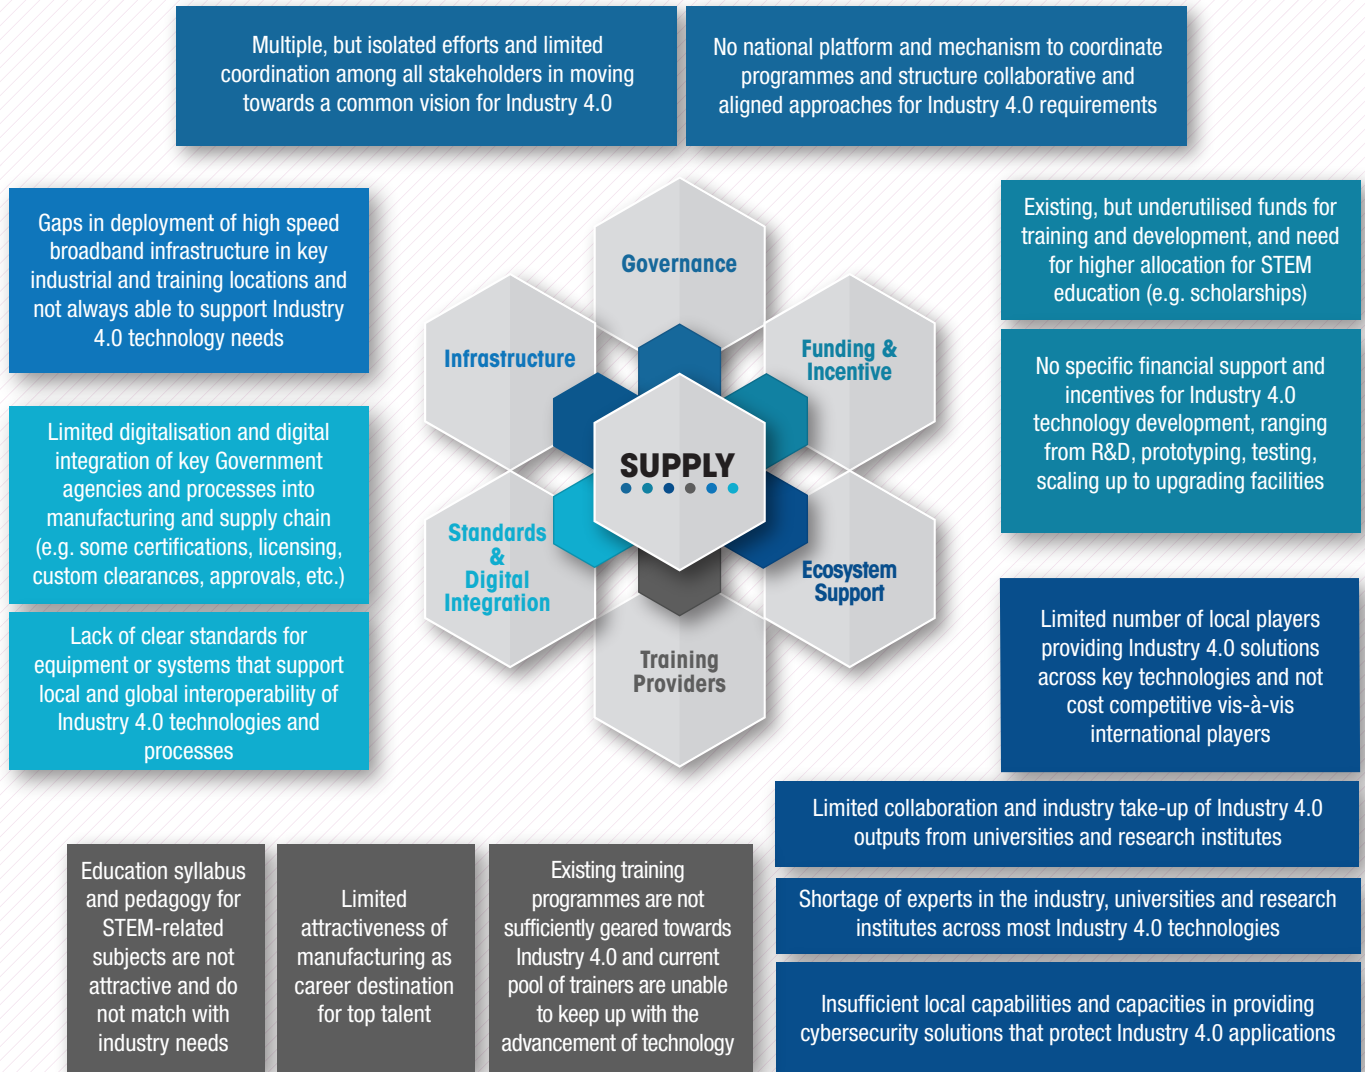 Multiple, but isolated efforts and limited
coordination among all stakeholders in moving
towards a common vision for Industry 4.0
No national platform and mechanism to coordinate
programmes and structure collaborative and
aligned approaches for Industry 4.0 requirements
Gaps in deployment of high speed
broadband infrastructure in key
industrial and training locations and
not always able to support Industry
4.0 technology needs
Limited digitalisation and digital
integration of key Government
agencies and processes into
manufacturing and supply chain
(e.g. some certifications, licensing,
custom clearances, approvals, etc.)
Lack of clear standards for
equipment or systems that support
local and global interoperability of
Industry 4.0 technologies and
processes
Governance
Infrastructure
Funding &
Incentive
SUPPLY
Standards
&
Digital
Integration
Ecosystem
Support
Training
Providers
Existing, but underutilised funds for
training and development, and need
for higher allocation for STEM
education (e.g. scholarships)
No specific financial support and
incentives for Industry 4.0
technology development, ranging
from R&D, prototyping, testing,
scaling up to upgrading facilities
Limited number of local players
providing Industry 4.0 solutions
across key technologies and not
cost competitive vis-à-vis
international players
Limited collaboration and industry take-up of Industry 4.0
outputs from universities and research institutes
Shortage of experts in the industry, universities and research
institutes across most Industry 4.0 technologies
Insufficient local capabilities and capacities in providing
cybersecurity solutions that protect Industry 4.0 applications
Education syllabus
and pedagogy for
STEM-related
subjects are not
attractive and do
not match with
industry needs
Limited
attractiveness of
manufacturing as
career destination
for top talent
Existing training
programmes are not
sufficiently geared towards
Industry 4.0 and current
pool of trainers are unable
to keep up with the
advancement of technology